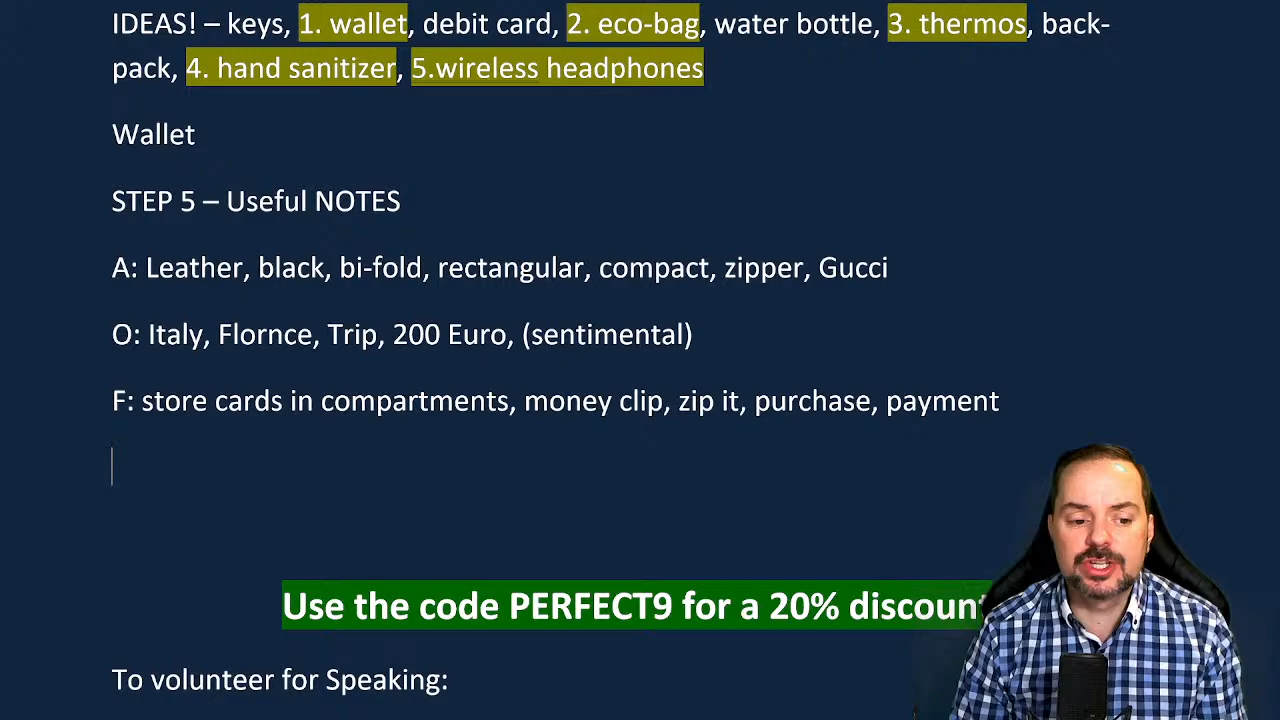 IDEAS! – keys, 1. wallet, debit card, 2. eco-bag, water bottle, 3. thermos, back-
pack, 4. hand sanitizer, 5.wireless headphones
Wallet
STEP 5 – Useful NOTES
A: Leather, black, bi-fold, rectangular, compact, zipper, Gucci
O: Italy, Flornce, Trip, 200 Euro, (sentimental)
F: store cards in compartments, money clip, zip it, purchase, payment
Use the code PERFECT9 for a 20% discount
To volunteer for Speaking: